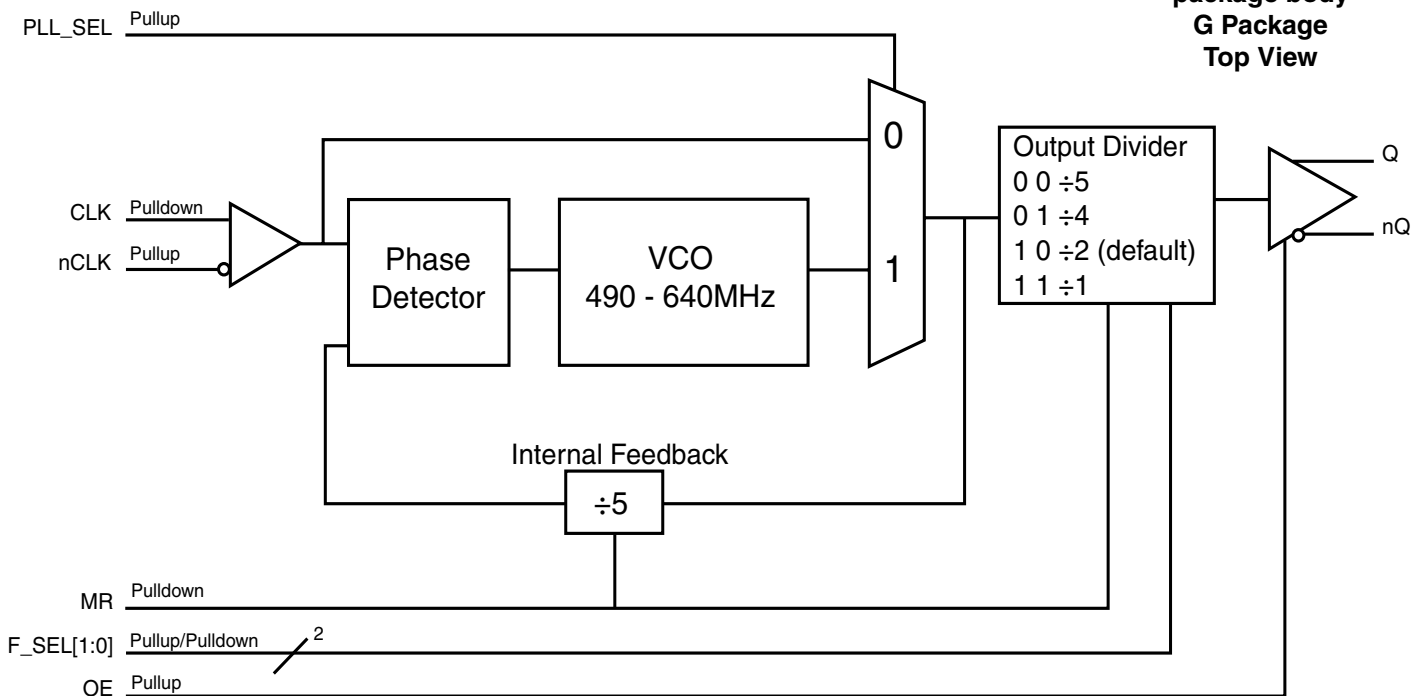 package body
G Package
Top View
PLL_SEL Pullup
0
Output Divider
0 0 ÷5
0 1 ÷4
1 0 ÷2 (default)
1 1 ÷1
Q
nQ
CLK Pulldown
nCLK Pullup
Phase
Detector
VCO
490 - 640MHz
1
Internal Feedback
÷5
MR Pulldown
F_SEL[1:0] Pullup/Pulldown 2
OE Pullup